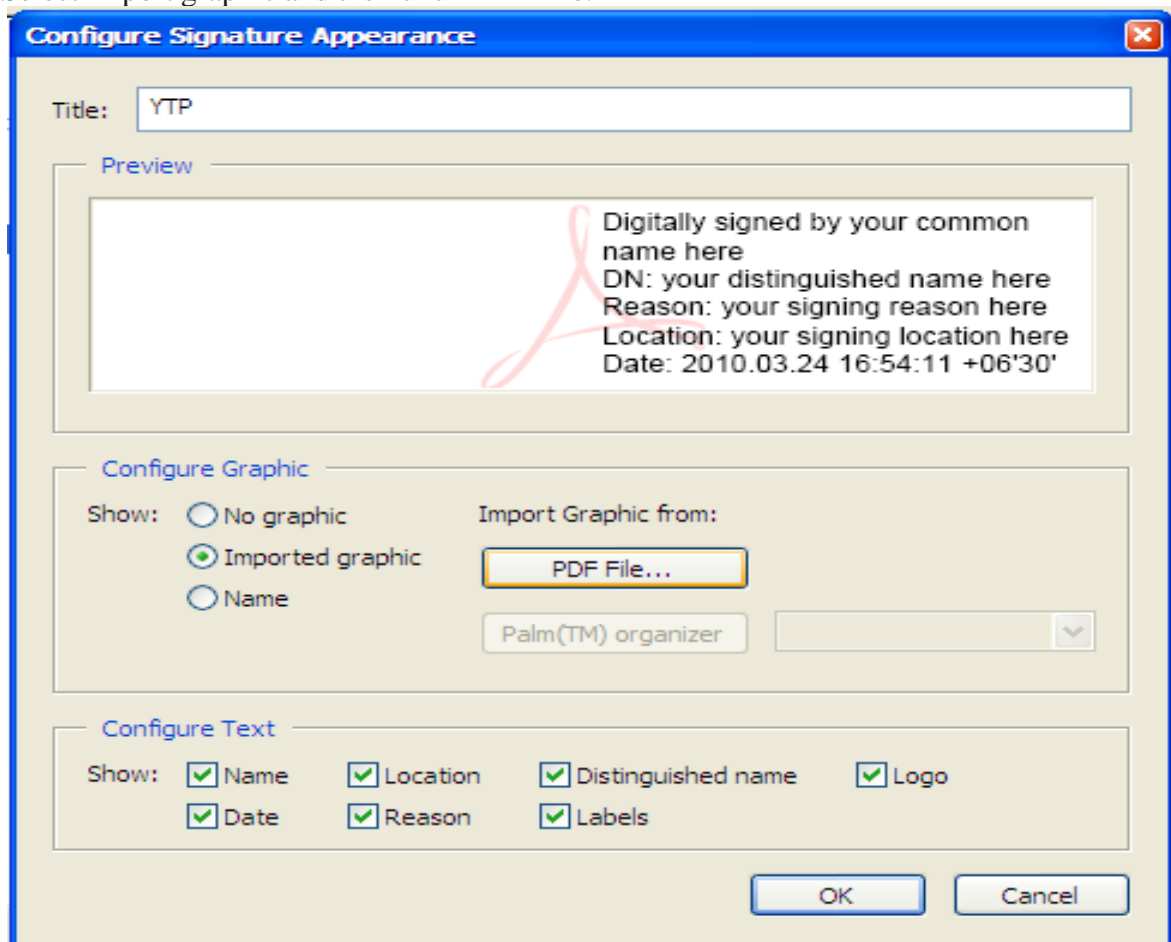 Configure Signature Appearance
Title: YTP
Preview
Digitally signed by your common
name here
DN: your distinguished name here
Reason: your signing reason here
Location: your signing location here
Date: 2010.03.24 16:54:11 +06'30'
Configure Graphic
Show: No graphic Import Graphic from:
Imported graphic PDF File...
Name
Palm(TM) organizer
Configure Text
Show: Name Location Distinguished name Logo
Date Reason Labels
OK Cancel